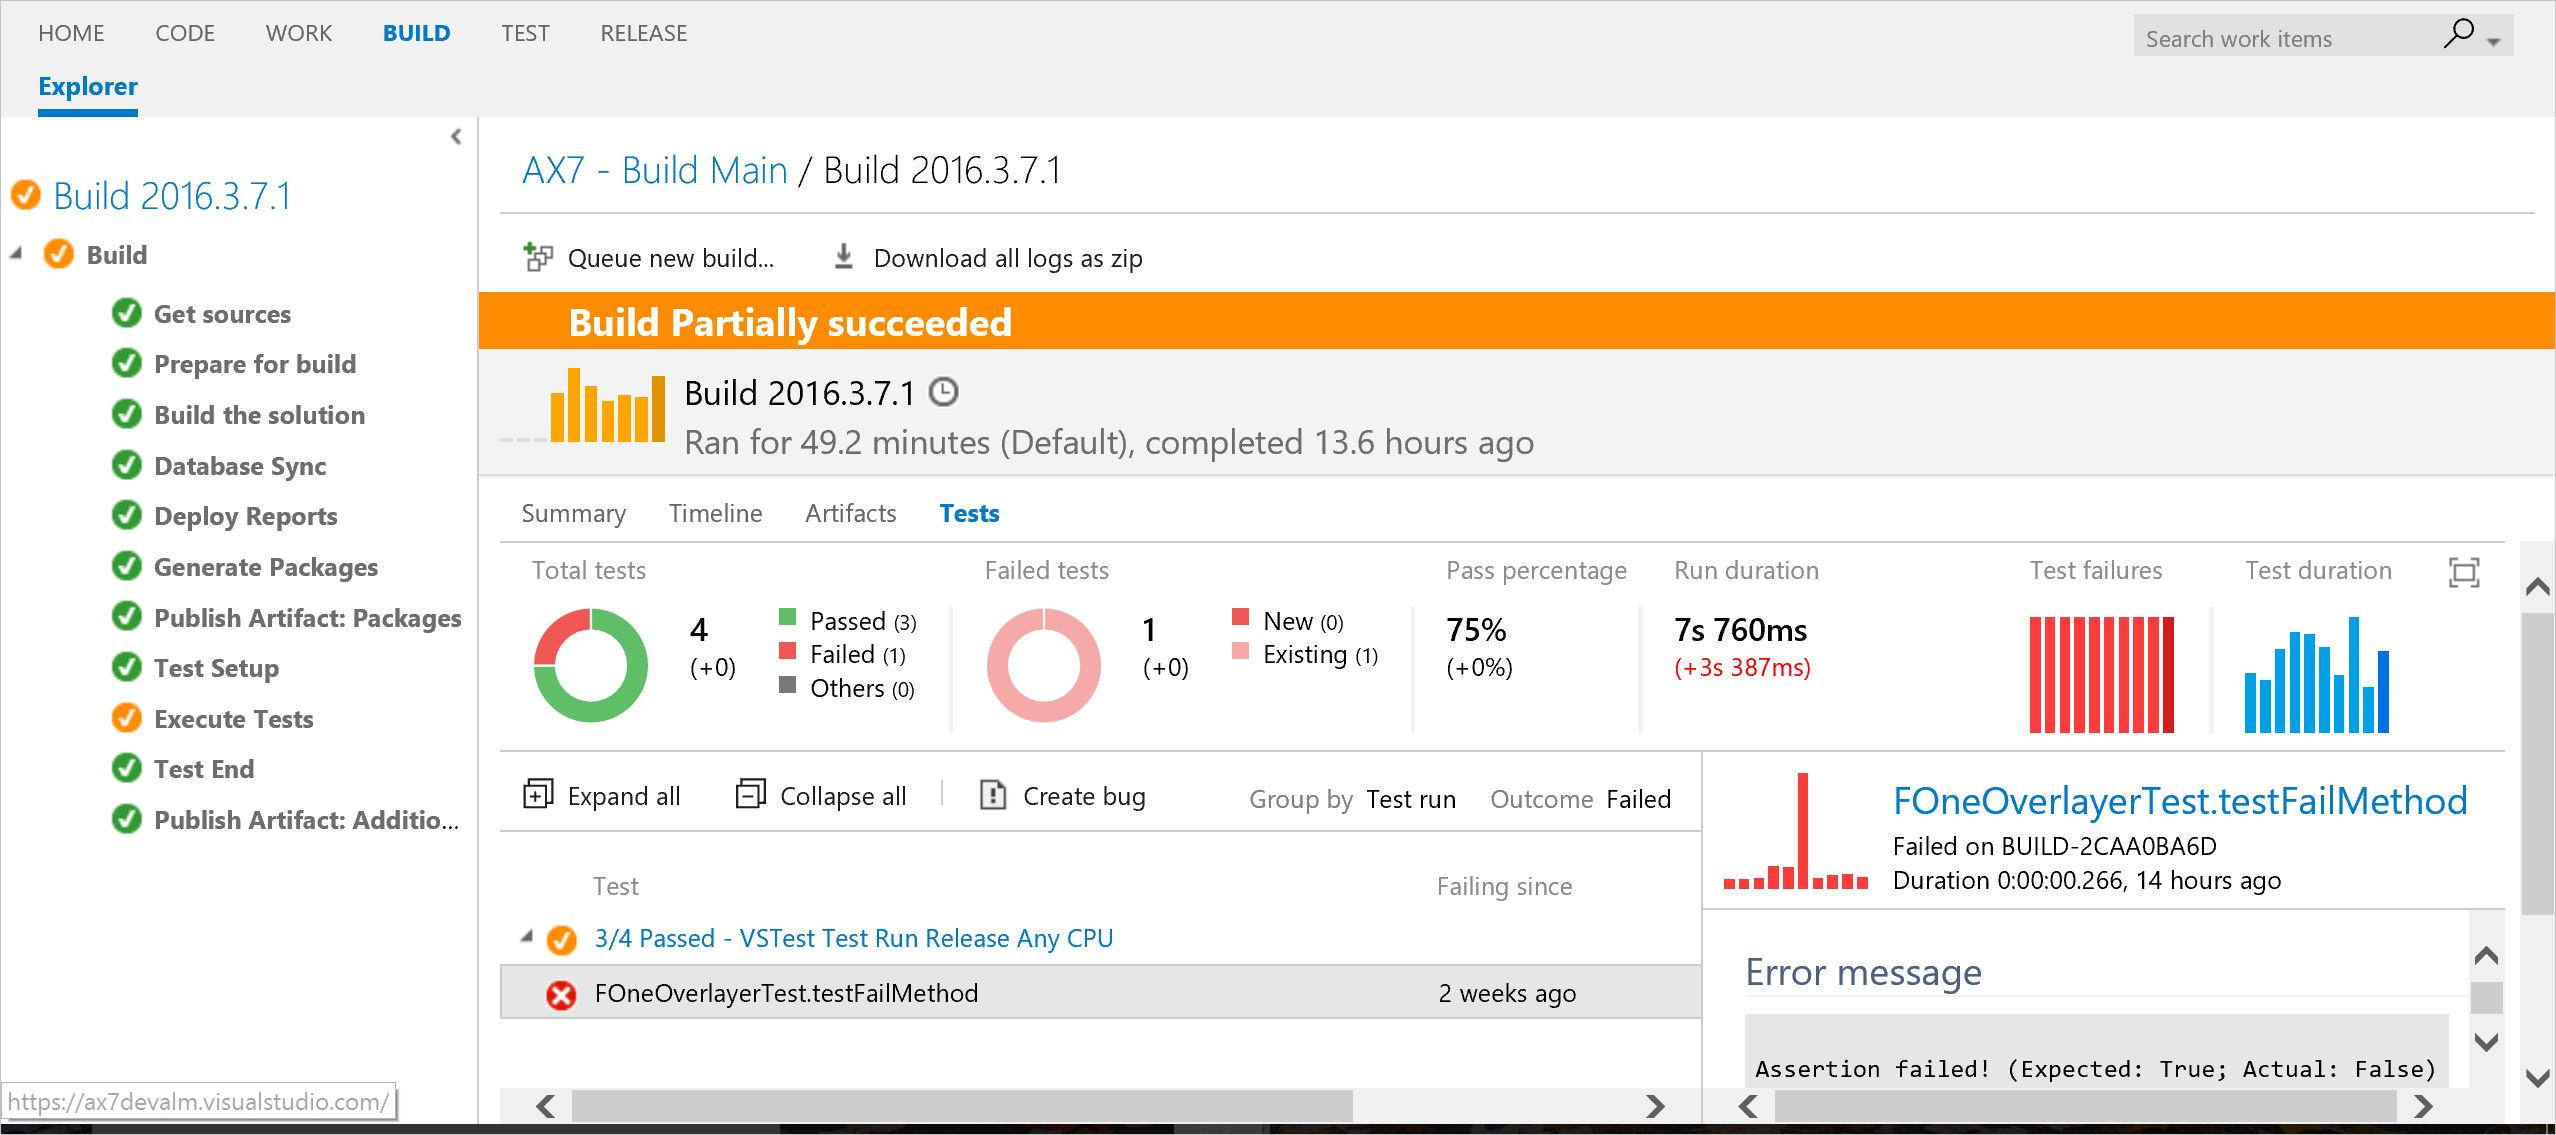 HOME CODE WORK BUILD TEST RELEASE
Search work items
Explorer
Build 2016.3.7.1
Build
Get sources
Prepare for build
Build the solution
Database Sync
Deploy Reports
Generate Packages
Publish Artifact: Packages
Test Setup
Execute Tests
Test End
Publish Artifact: Additio...
https://ax7devalm.visualstudio.com/
AX7 - Build Main / Build 2016.3.7.1
Queue new build... Download all logs as zip
Build Partially succeeded
Build 2016.3.7.1
Ran for 49.2 minutes (Default), completed 13.6 hours ago
Summary Timeline Artifacts Tests
Total tests Failed tests Pass percentage Run duration Test failures Test duration
4
(+0)
Passed (3)
Failed (1)
Others (0)
1
(+0)
New (0)
Existing (1)
75%
(+0%)
7s 760ms
(+3s 387ms)
Expand all Collapse all Create bug Group by Test run Outcome Failed
Test Failing since
3/4 Passed - VSTest Test Run Release Any CPU
FOneOverlayerTest.testFailMethod 2 weeks ago
FOneOverlayerTest.testFailMethod
Failed on BUILD-2CAA0BA6D
Duration 0:00:00.266, 14 hours ago
Error message
Assertion failed! (Expected: True; Actual: False)